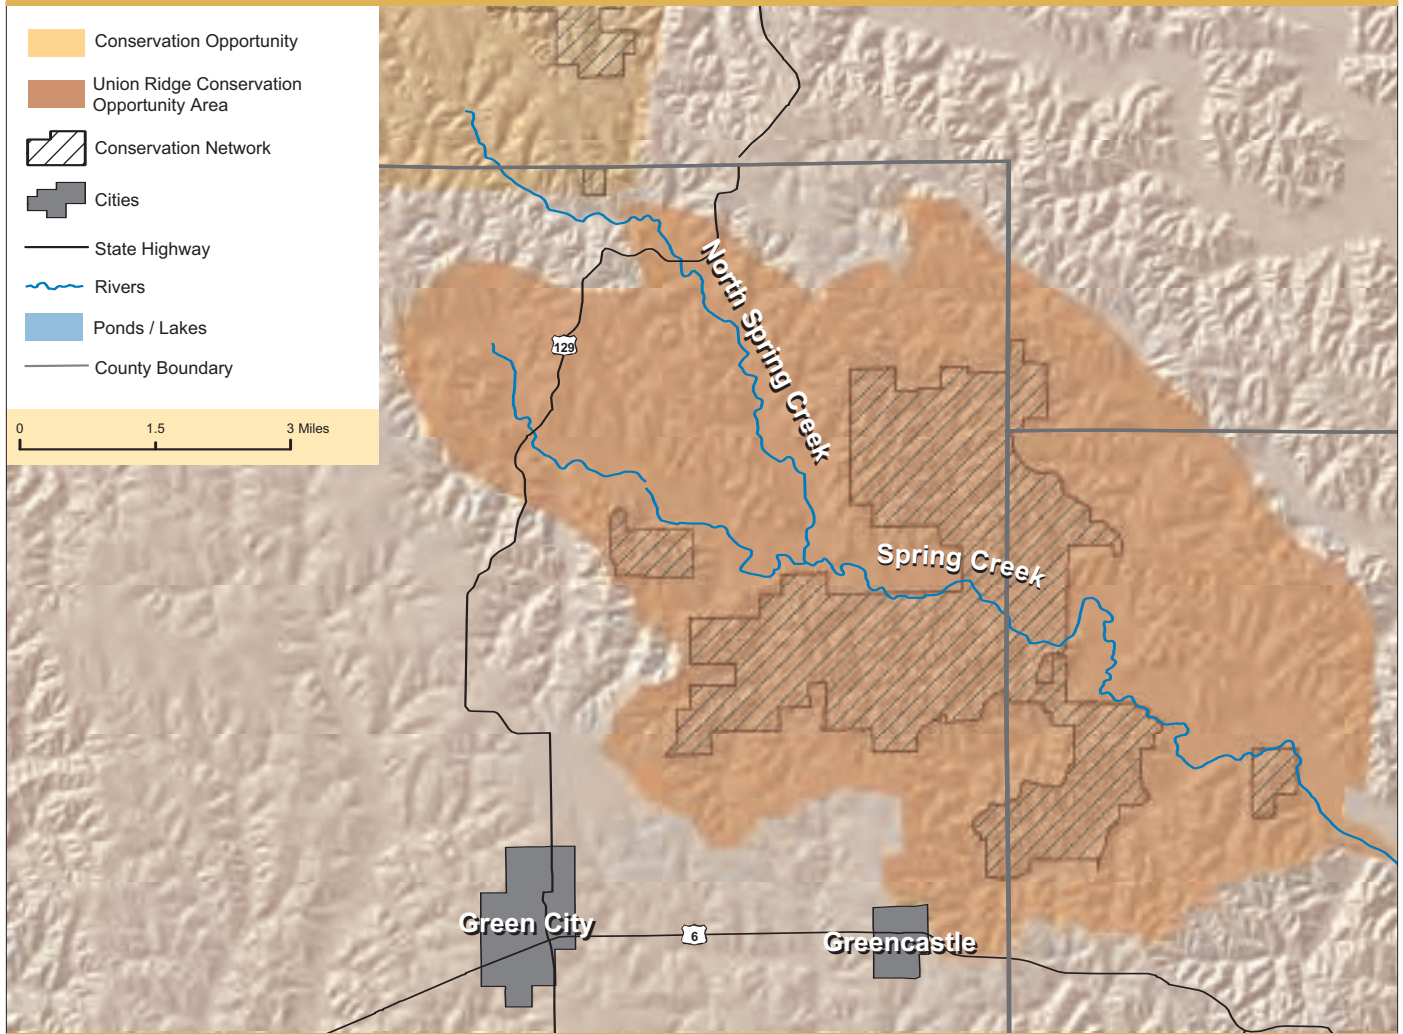 Conservation Opportunity
Union Ridge Conservation
Opportunity Area
Conservation Network
Cities
State Highway
Rivers
Ponds / Lakes
County Boundary
0 1.5 3 Miles
North Spring Creek
129
Spring Creek
Green City
6
Greencastle